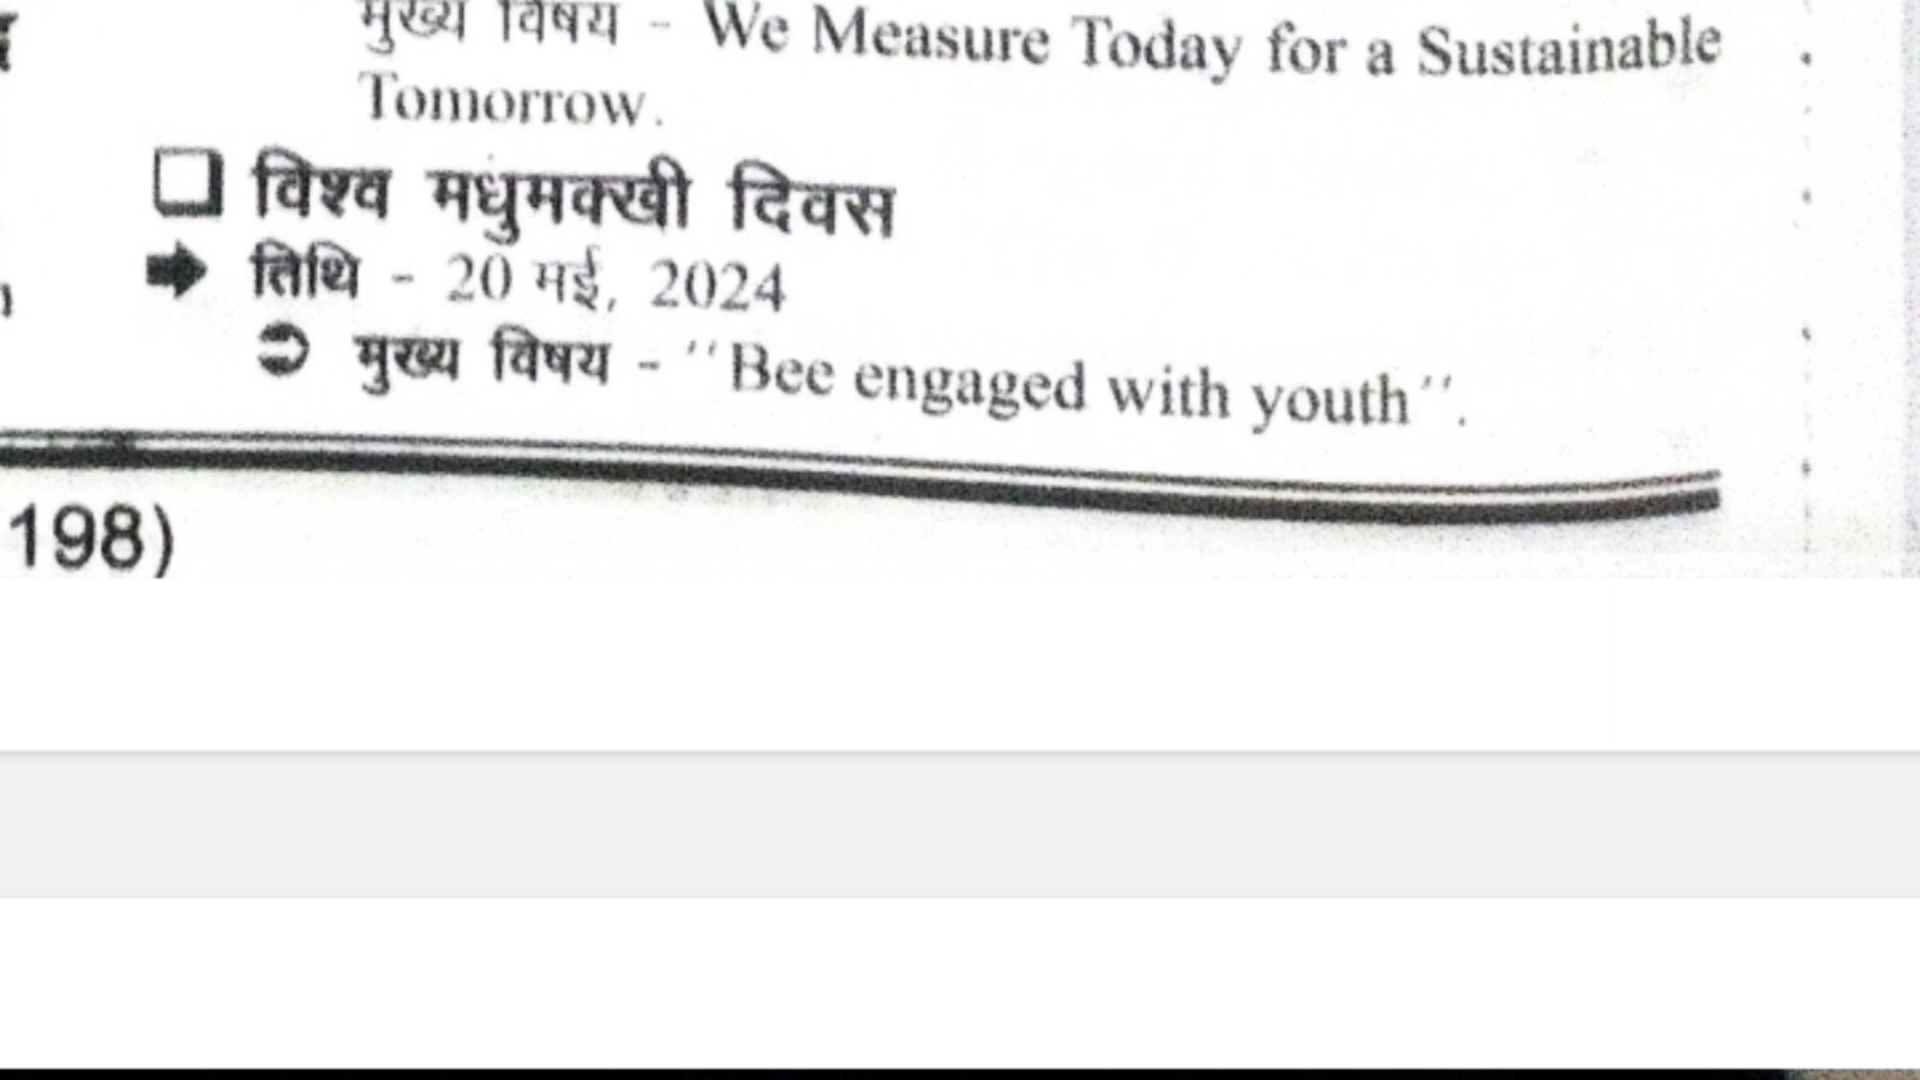 मुख्य विषय - We Measure Today for a Sustainable
Tomorrow.
❑ विश्व मधुमक्खी दिवस
➡ तिथि - 20 मई, 2024
➲ मुख्य विषय - ''Bee engaged with youth''.
198)